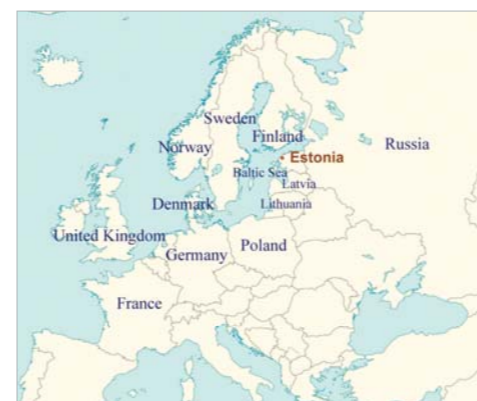 Sweden
Finland
Norway
Russia
Estonia
Baltic Sea
Latvia
Denmark
Lithuania
United Kingdom
Poland
Germany
France